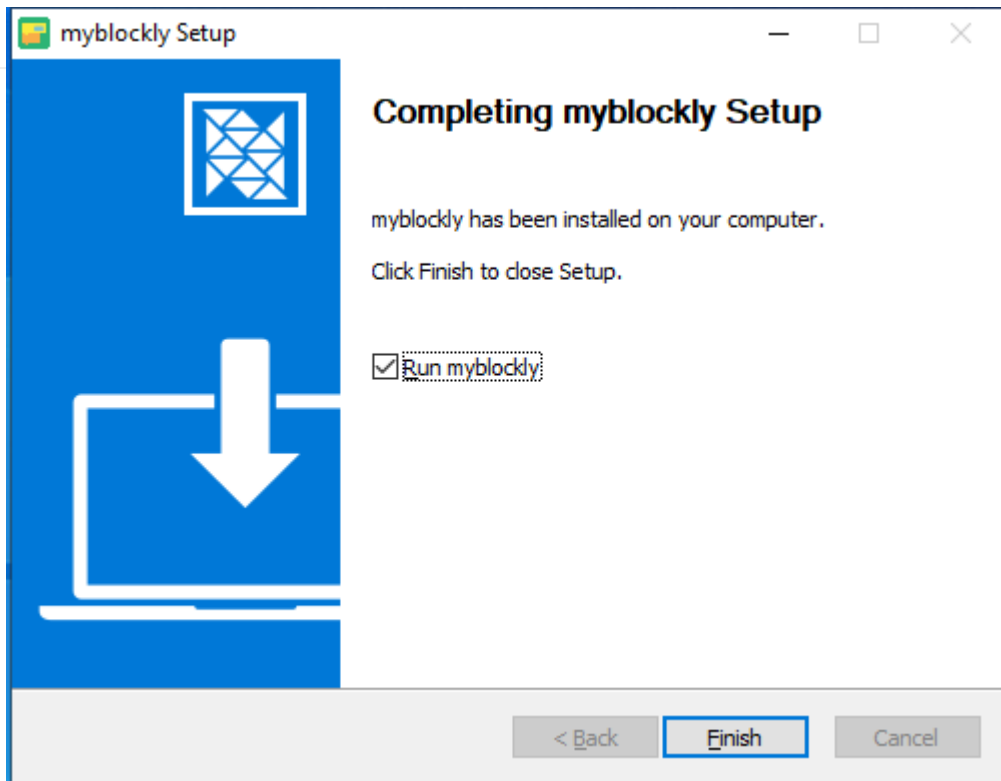 myblockly Setup
Completing myblockly Setup
myblockly has been installed on your computer.
Click Finish to close Setup.
Run myblockly
< Back
Finish
Cancel